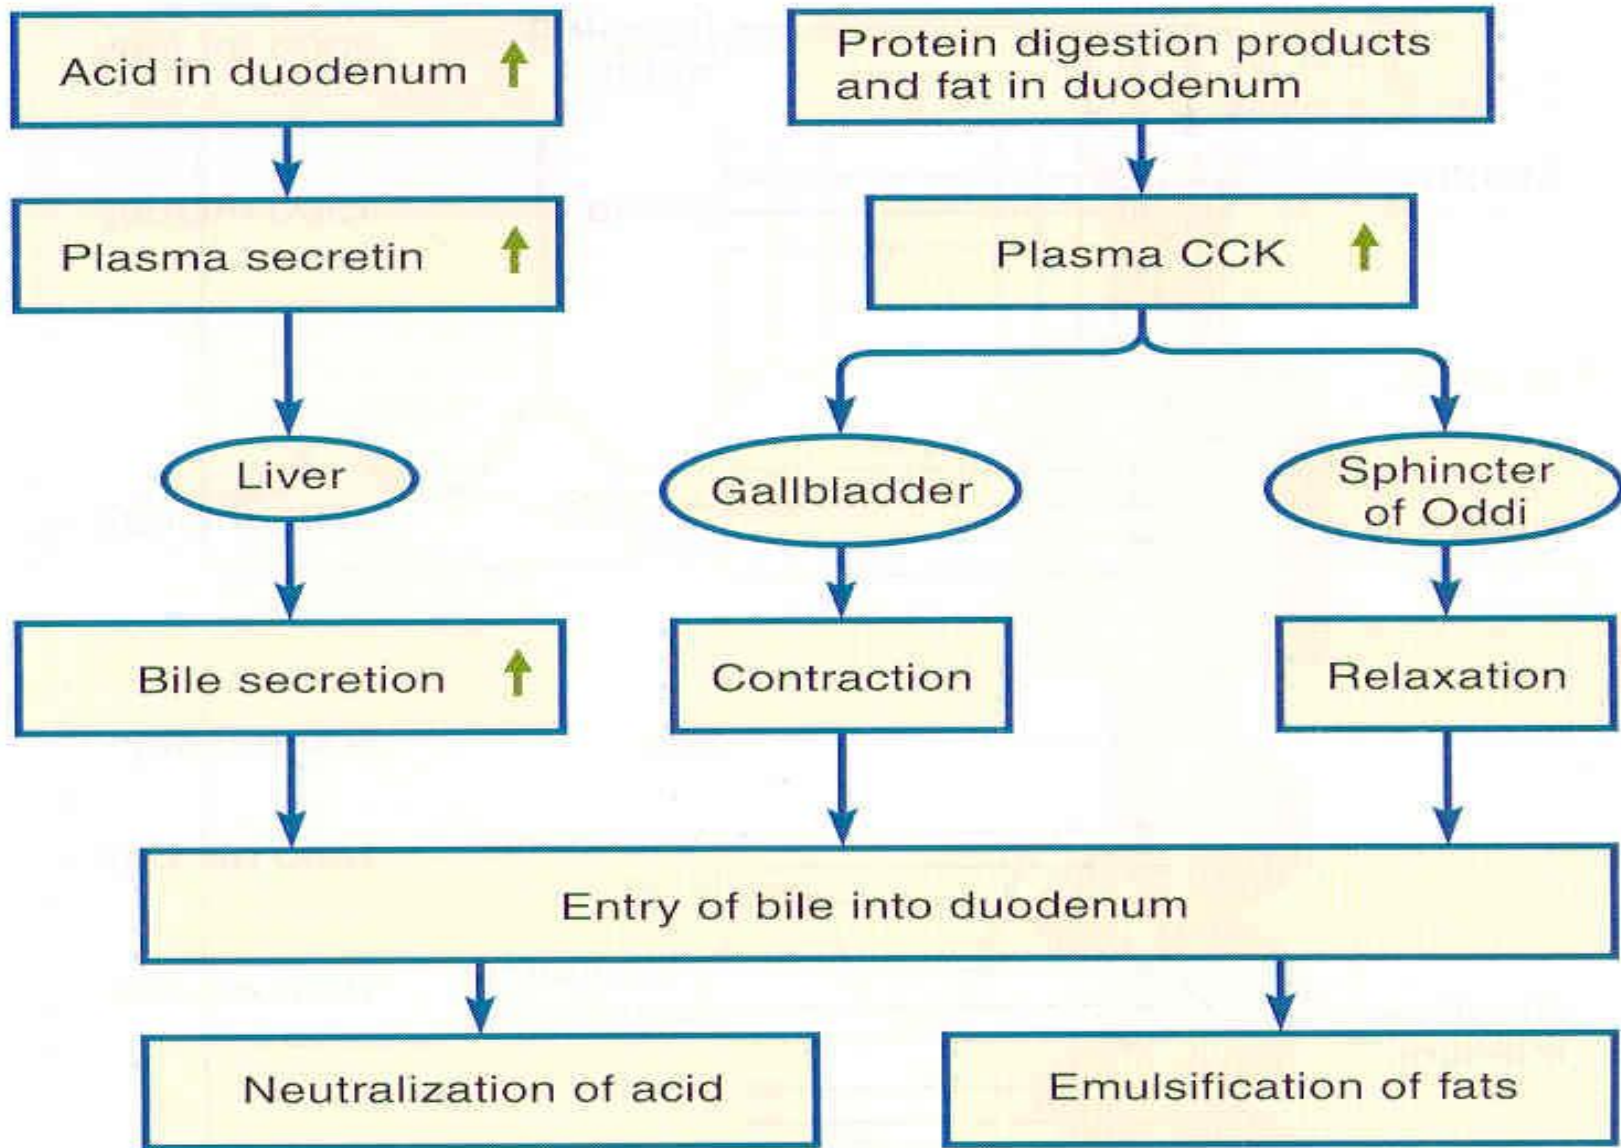 Acid in duodenum ↑
Protein digestion products
and fat in duodenum
Plasma secretin ↑
Plasma CCK ↑
Liver
Gallbladder
Sphincter
of Oddi
Bile secretion ↑
Contraction
Relaxation
Entry of bile into duodenum
Neutralization of acid
Emulsification of fats